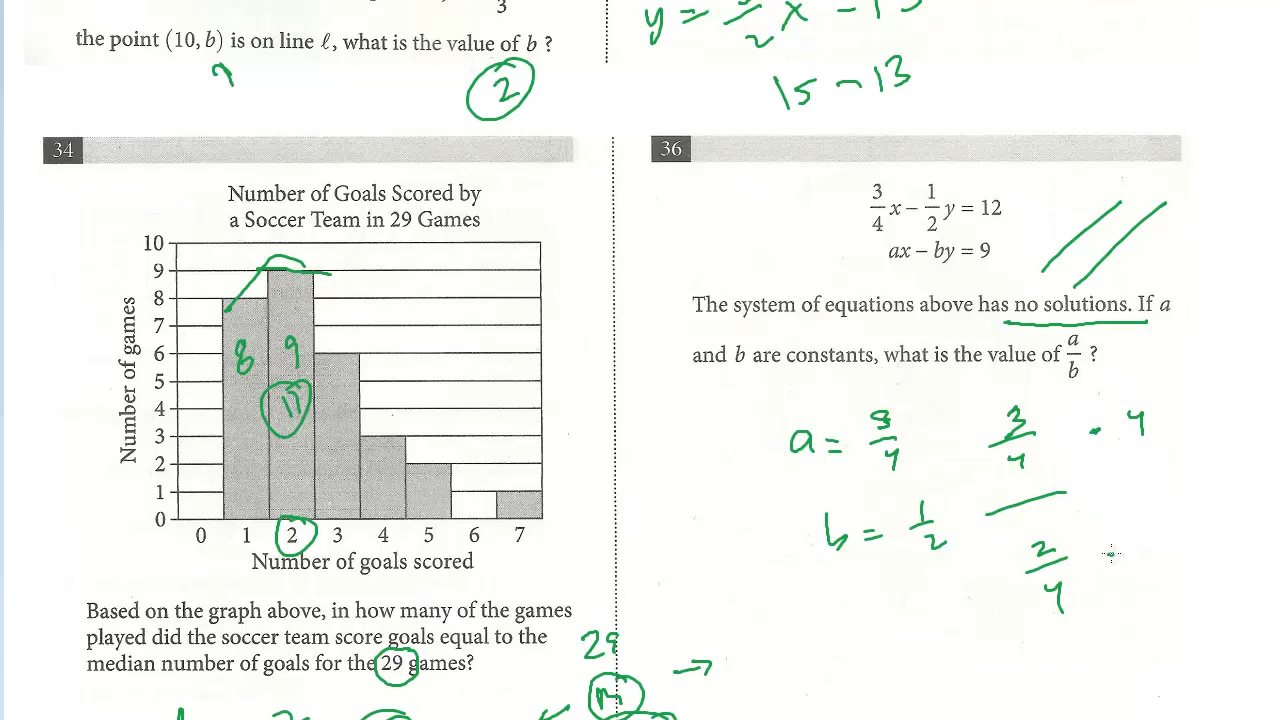 3
the point (10, b) is on line ℓ, what is the value of b ?
2
y = x - 13
2
15 - 13
34
Number of Goals Scored by
a Soccer Team in 29 Games
Number of games
10
9
8
7
6
5
4
3
2
1
0
8 9
17
0 1 2 3 4 5 6 7
Number of goals scored
Based on the graph above, in how many of the games
played did the soccer team score goals equal to the
median number of goals for the 29 games?
29
36
3/4 x - 1/2 y = 12
ax - by = 9
The system of equations above has no solutions. If a
and b are constants, what is the value of a/b ?
a = 3/4
3/4 · 4
b = 1/2
2/4 ·